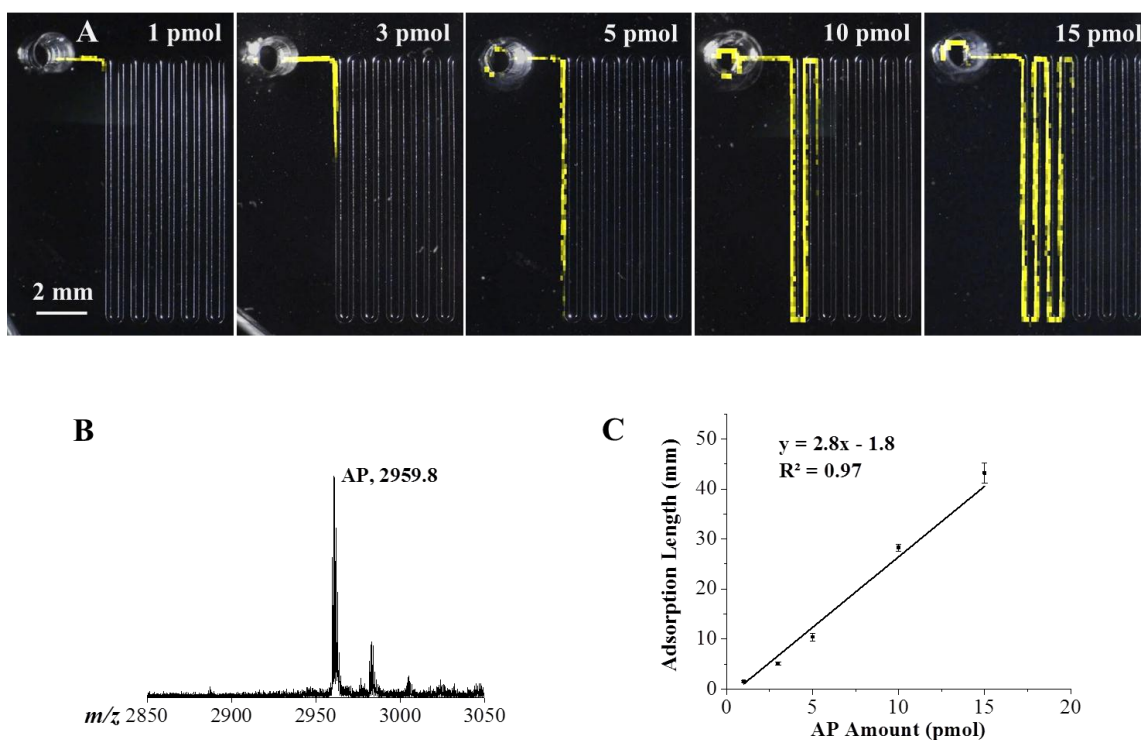 A
1 pmol
3 pmol
5 pmol
10 pmol
15 pmol
2 mm
B
AP, 2959.8
m/z 2850 2900 2950 3000 3050
C
y = 2.8x - 1.8
R² = 0.97
Adsorption Length (mm)
50
40
30
20
10
0
0 5 10 15 20
AP Amount (pmol)